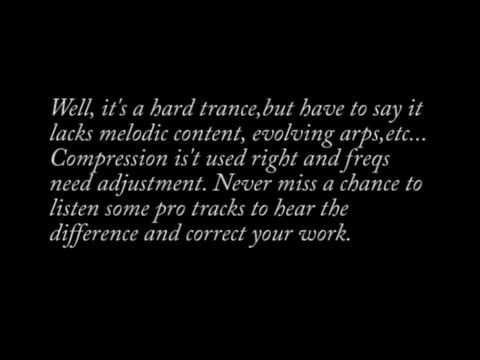 Well, it's a hard trance,but have to say it
lacks melodic content, evolving arps,etc...
Compression is't used right and freqs
need adjustment. Never miss a chance to
listen some pro tracks to hear the
difference and correct your work.